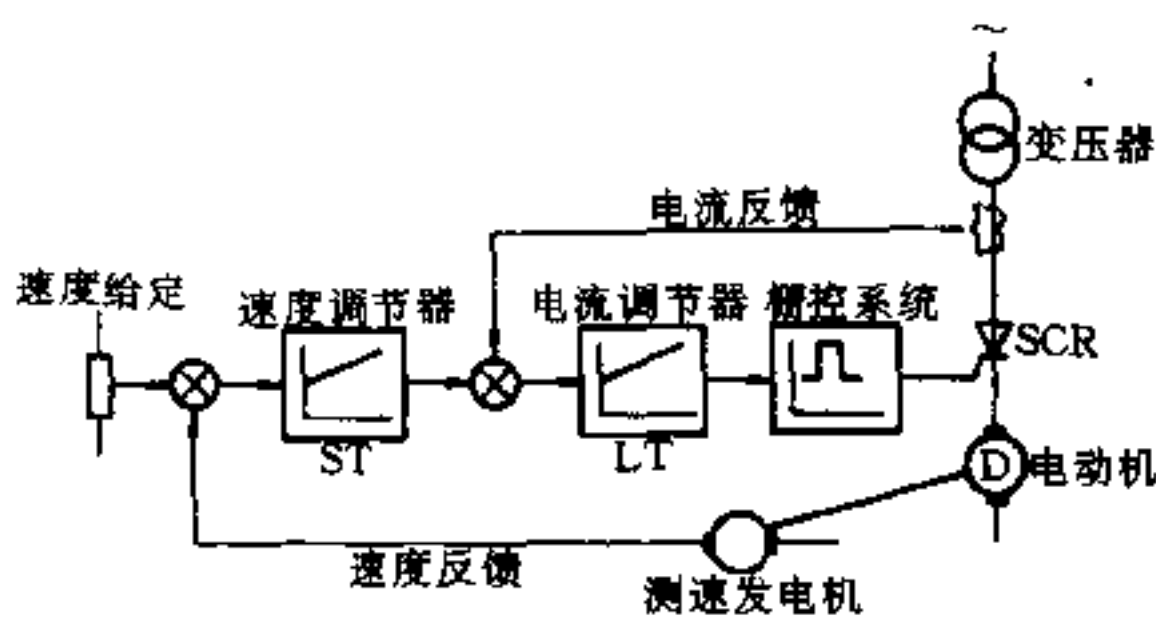 ~
变压器
电流反馈
速度给定
速度调节器
电流调节器
棚控系统
SCR
ST
LT
D
电动机
速度反馈
测速发电机